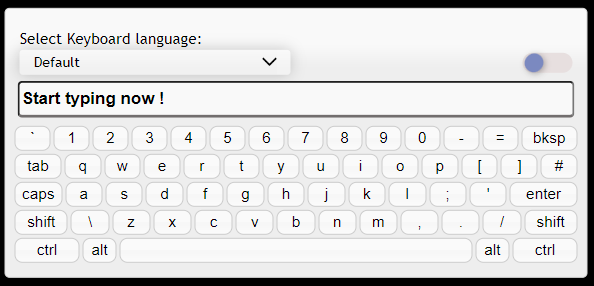 Select Keyboard language:
Default
Start typing now !
` 1 2 3 4 5 6 7 8 9 0 - = bksp
tab q w e r t y u i o p [ ] #
caps a s d f g h j k l ; ' enter
shift \ z x c v b n m , . / shift
ctrl alt alt ctrl